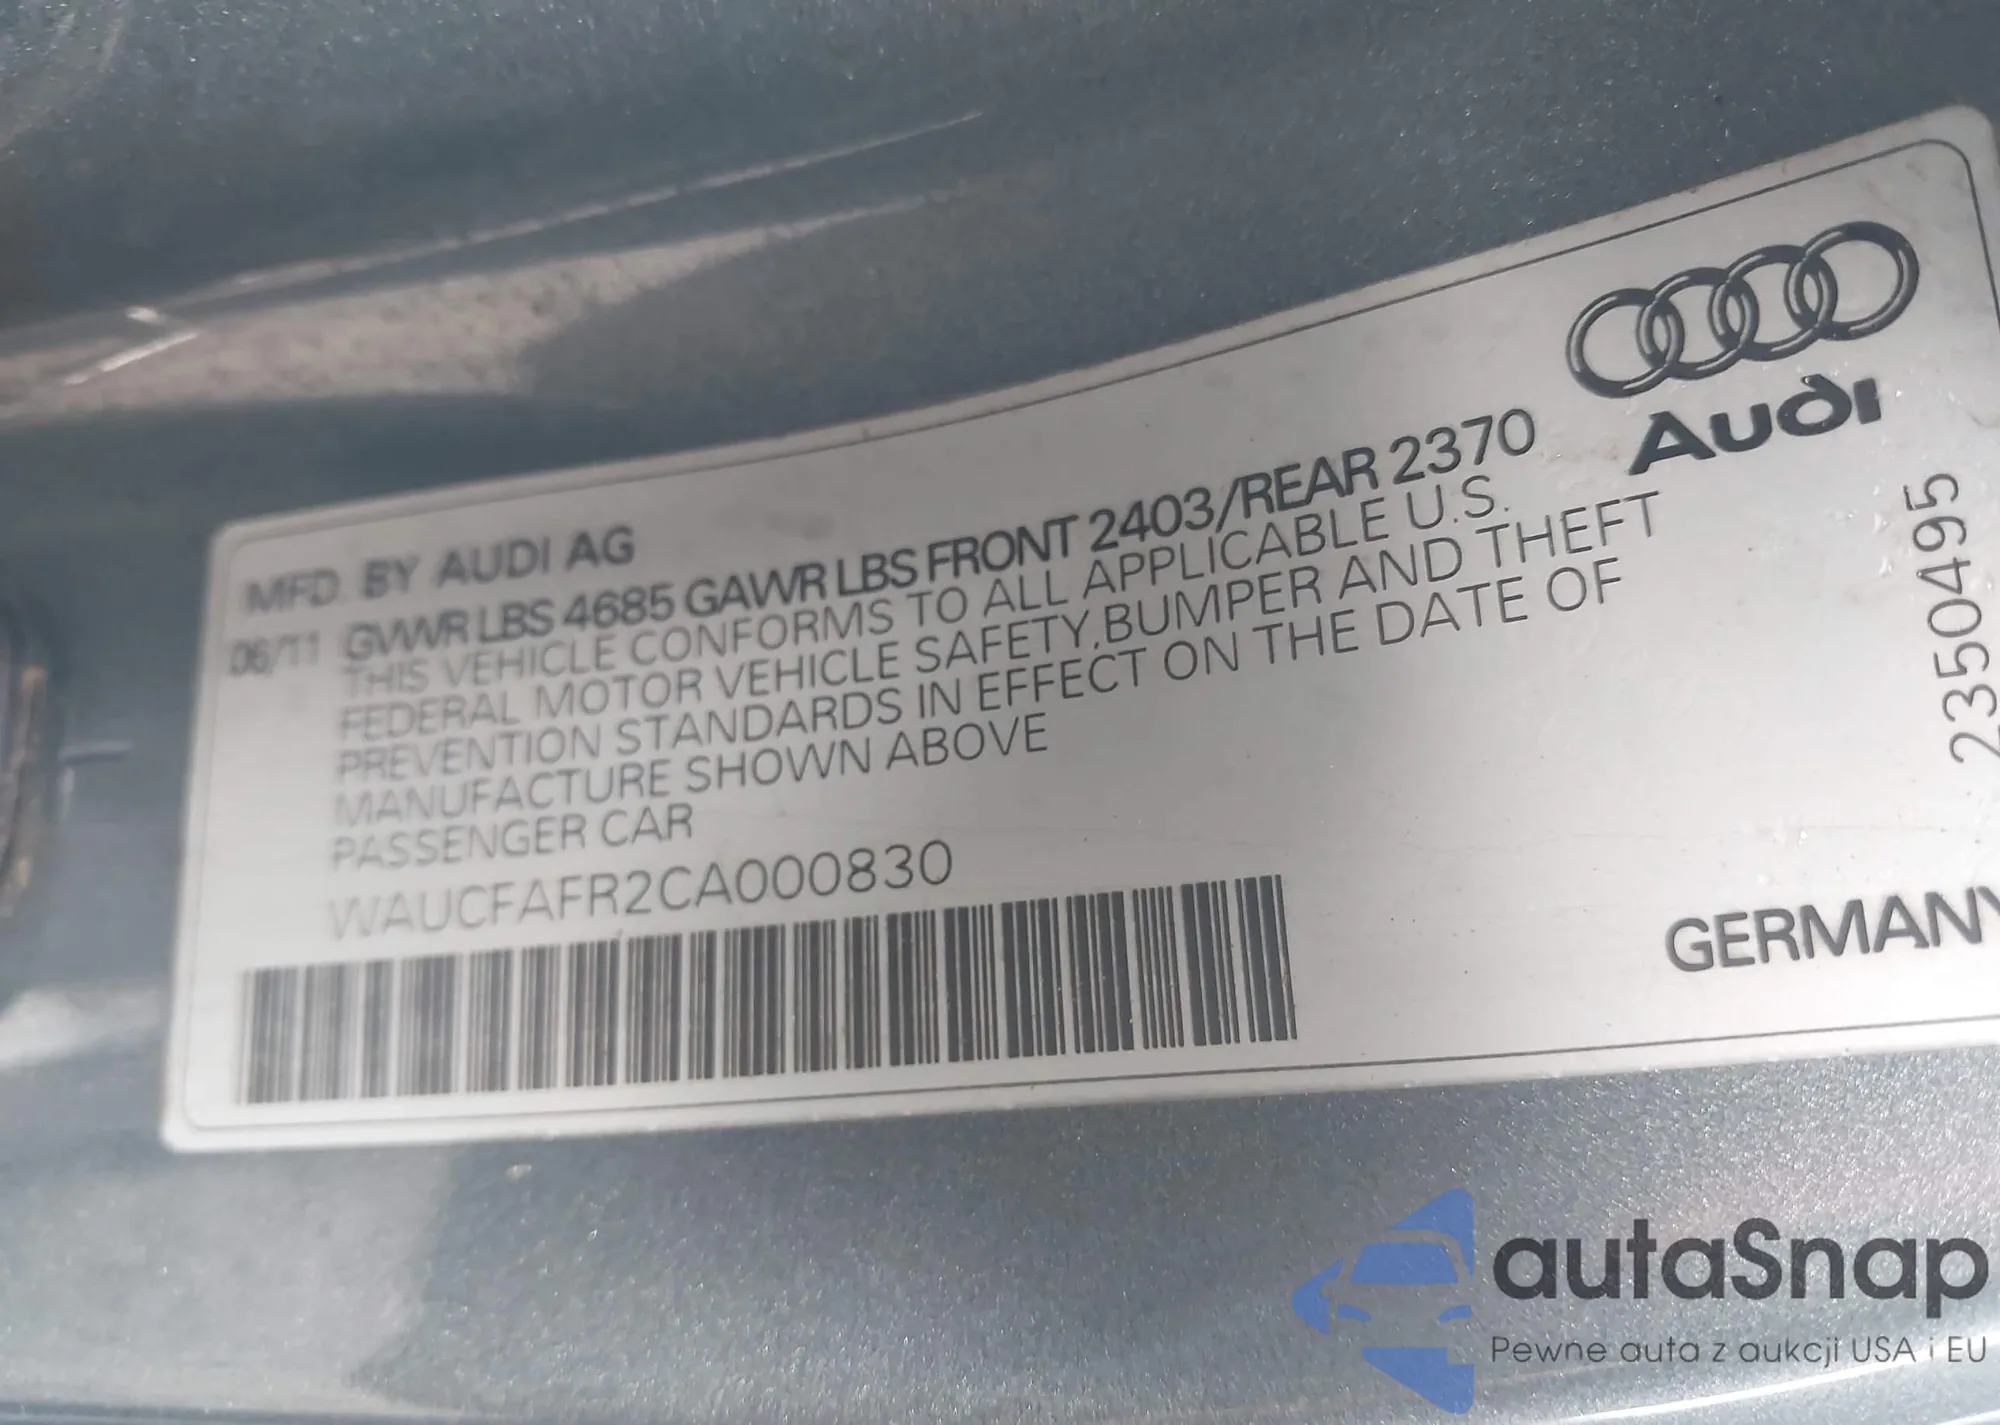 MFD. BY AUDI AG
06/11 GVWR LBS 4685 GAWR LBS FRONT 2403/REAR 2370
THIS VEHICLE CONFORMS TO ALL APPLICABLE U.S.
FEDERAL MOTOR VEHICLE SAFETY,BUMPER AND THEFT
PREVENTION STANDARDS IN EFFECT ON THE DATE OF
MANUFACTURE SHOWN ABOVE
PASSENGER CAR
WAUCFAFR2CA000830
Audi
2350495
GERMANY
autaSnap
Pewne auta z aukcji USA i EU